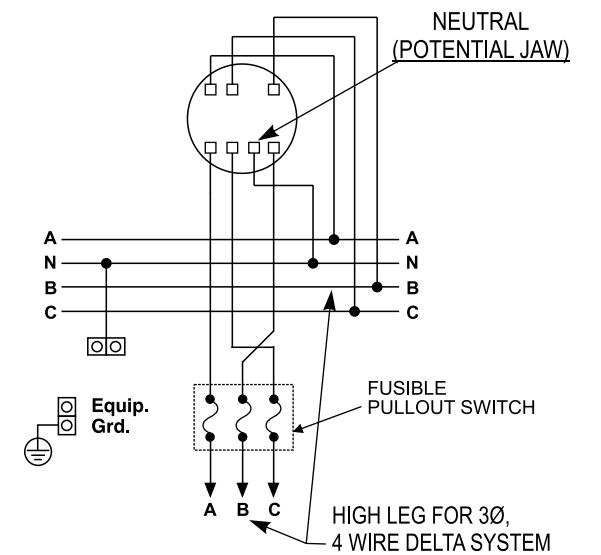 NEUTRAL
(POTENTIAL JAW)
A A
N N
B B
C C
Equip.
Grd.
FUSIBLE
PULLOUT SWITCH
A B C
HIGH LEG FOR 3Ø,
4 WIRE DELTA SYSTEM